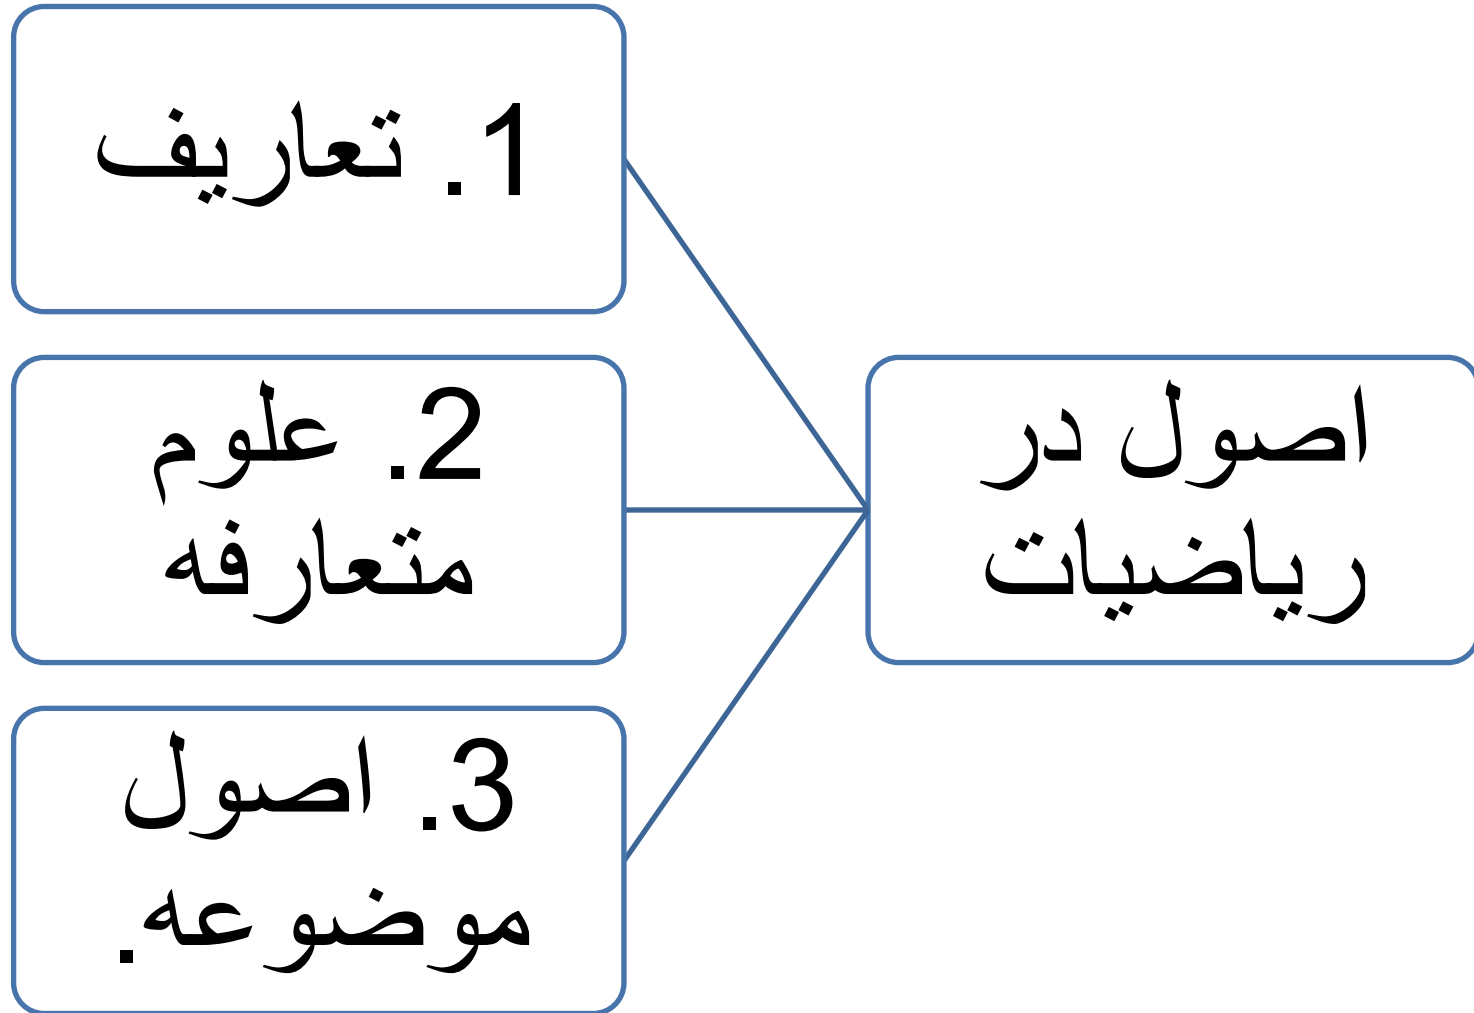 اصول در
ریاضیات
1. تعاریف
2. علوم
متعارفه
3. اصول
موضوعه.